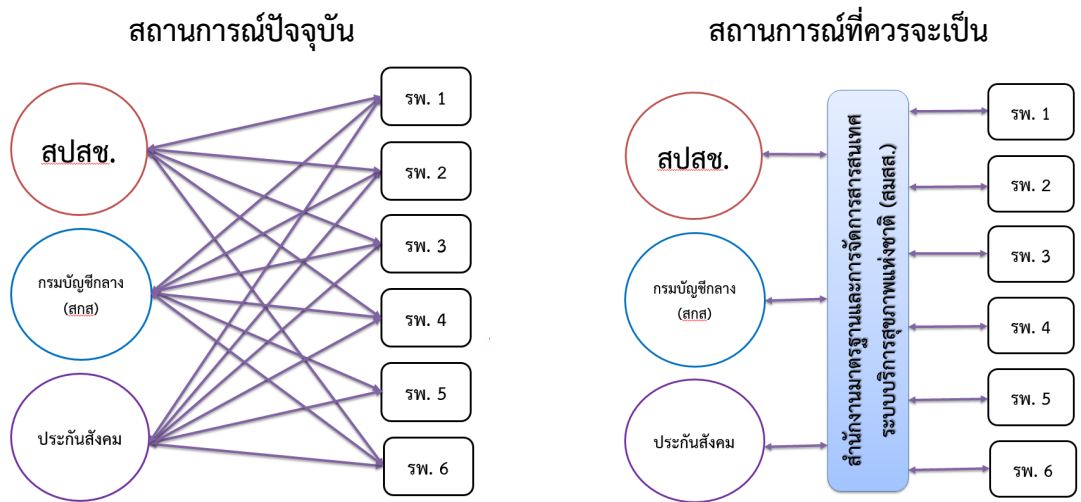 สถานการณ์ปัจจุบัน
สปสช.
กรมบัญชีกลาง
(สกส)
ประกันสังคม
รพ. 1
รพ. 2
รพ. 3
รพ. 4
รพ. 5
รพ. 6
สถานการณ์ที่ควรจะเป็น
สปสช.
กรมบัญชีกลาง
(สกส)
ประกันสังคม
สำนักงานมาตรฐานและการจัดการสารสนเทศ
ระบบบริการสุขภาพแห่งชาติ (สมสส.)
รพ. 1
รพ. 2
รพ. 3
รพ. 4
รพ. 5
รพ. 6